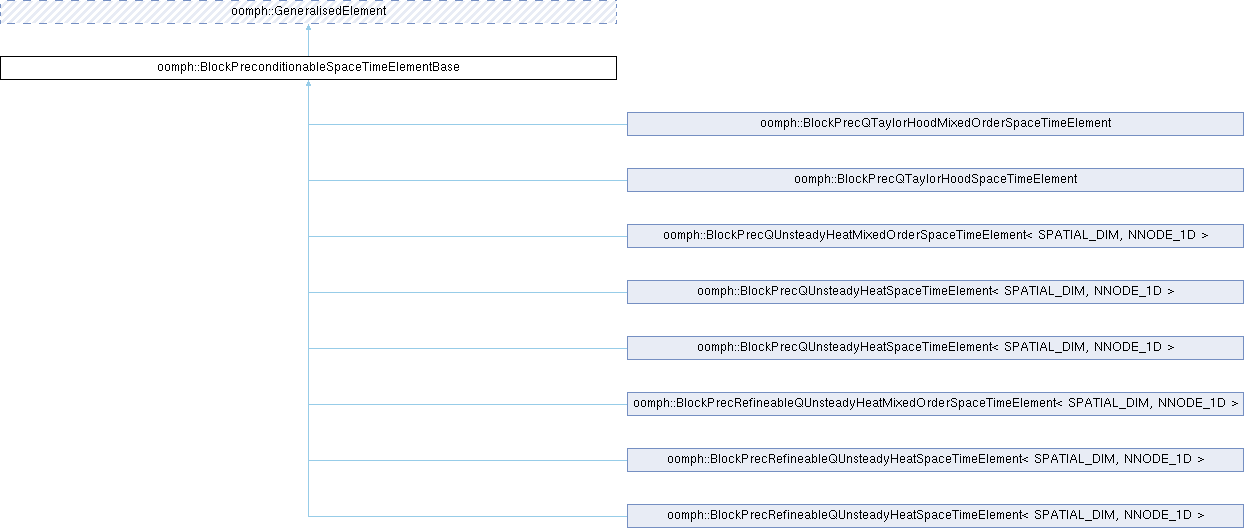 oomph::GeneralisedElement
oomph::BlockPreconditionableSpaceTimeElementBase
oomph::BlockPrecQTaylorHoodMixedOrderSpaceTimeElement
oomph::BlockPrecQTaylorHoodSpaceTimeElement
oomph::BlockPrecQUnsteadyHeatMixedOrderSpaceTimeElement< SPATIAL_DIM, NNODE_1D >
oomph::BlockPrecQUnsteadyHeatSpaceTimeElement< SPATIAL_DIM, NNODE_1D >
oomph::BlockPrecQUnsteadyHeatSpaceTimeElement< SPATIAL_DIM, NNODE_1D >
oomph::BlockPrecRefineableQUnsteadyHeatMixedOrderSpaceTimeElement< SPATIAL_DIM, NNODE_1D >
oomph::BlockPrecRefineableQUnsteadyHeatSpaceTimeElement< SPATIAL_DIM, NNODE_1D >
oomph::BlockPrecRefineableQUnsteadyHeatSpaceTimeElement< SPATIAL_DIM, NNODE_1D >